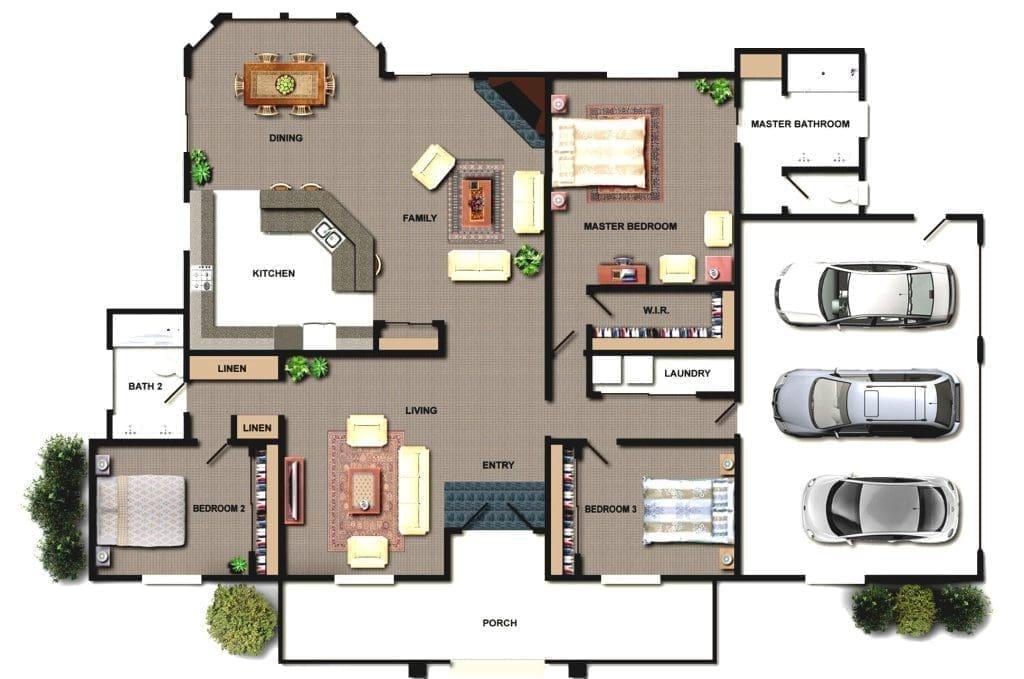 DINING
MASTER BATHROOM
FAMILY
MASTER BEDROOM
KITCHEN
W.I.R.
LINEN
LAUNDRY
BATH 2
LIVING
LINEN
ENTRY
BEDROOM 2
BEDROOM 3
PORCH